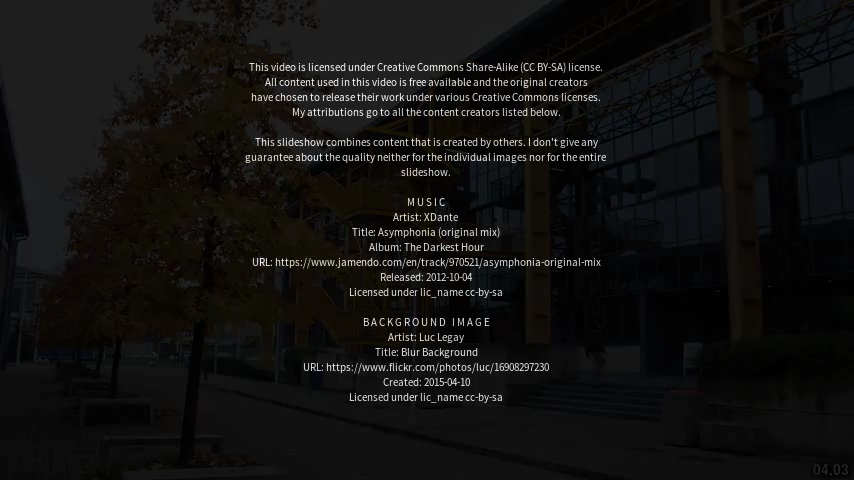 This video is licensed under Creative Commons Share-Alike (CC BY-SA) license.
All content used in this video is free available and the original creators
have chosen to release their work under various Creative Commons licenses.
My attributions go to all the content creators listed below.
This slideshow combines content that is created by others. I don't give any
guarantee about the quality neither for the individual images nor for the entire
slideshow.
MUSIC
Artist: XDante
Title: Asymphonia (original mix)
Album: The Darkest Hour
URL: https://www.jamendo.com/en/track/970521/asymphonia-original-mix
Released: 2012-10-04
Licensed under lic_name cc-by-sa
BACKGROUND IMAGE
Artist: Luc Legay
Title: Blur Background
URL: https://www.flickr.com/photos/luc/16908297230
Created: 2015-04-10
Licensed under lic_name cc-by-sa
04.03